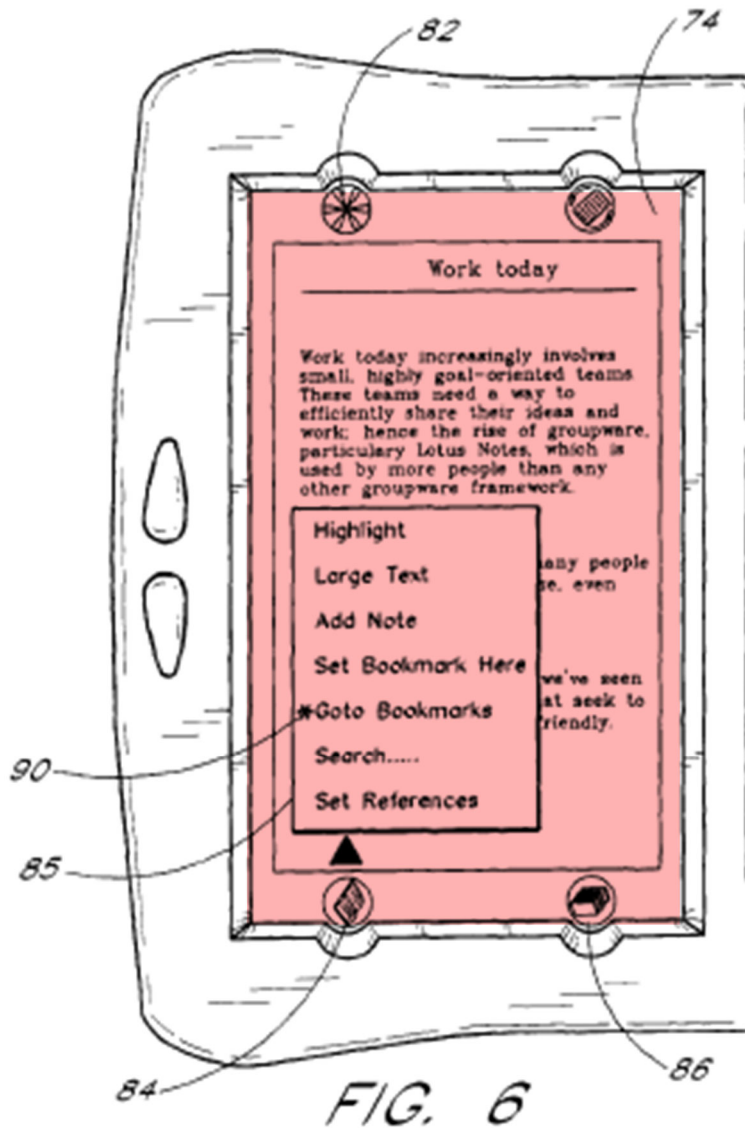 82
74
Work today
Work today increasingly involves
small, highly goal-oriented teams
These teams need a way to
efficiently share their ideas and
work; hence the rise of groupware,
particulary Lotus Notes, which is
used by more people than any
other groupware framework.
Highlight
any people
Large Text
se, even
Add Note
Set Bookmark Here
we've seen
*Goto Bookmarks
at seek to
friendly.
90
Search.....
85
Set References
84
86
FIG. 6